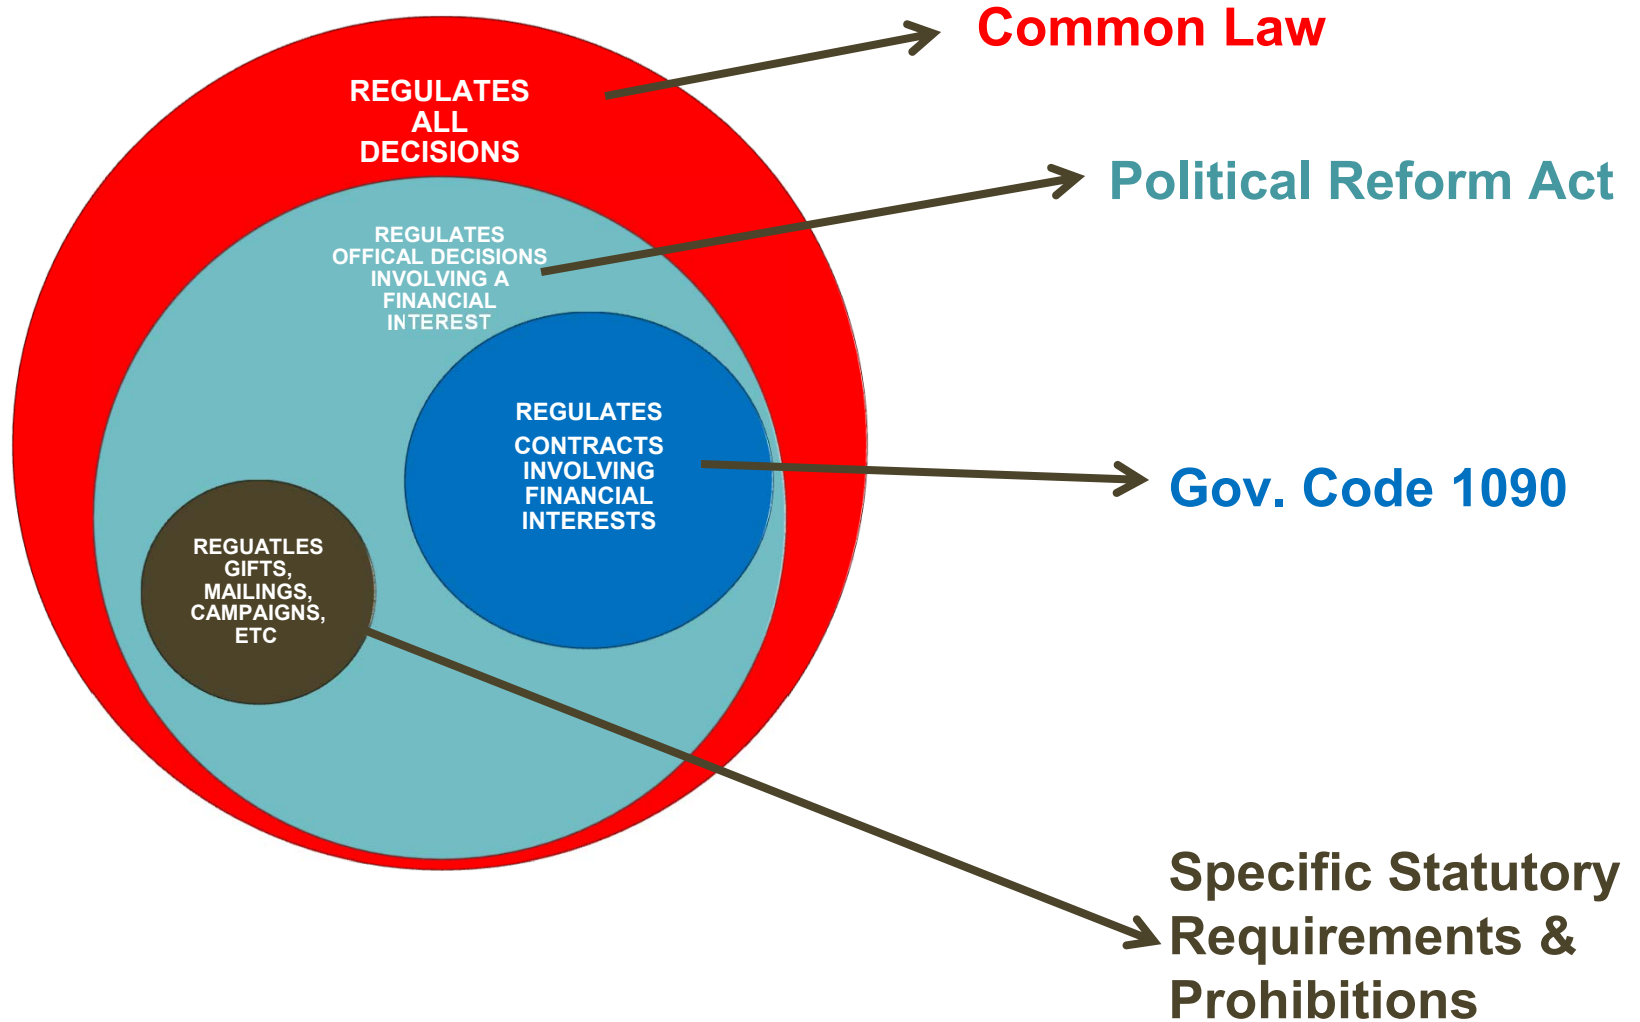 Common Law
REGULATES
ALL
DECISIONS
Political Reform Act
REGULATES
OFFICAL DECISIONS
INVOLVING A
FINANCIAL
INTEREST
REGULATES
CONTRACTS
INVOLVING
FINANCIAL
INTERESTS
Gov. Code 1090
REGUATLES
GIFTS,
MAILINGS,
CAMPAIGNS,
ETC
Specific Statutory
Requirements &
Prohibitions